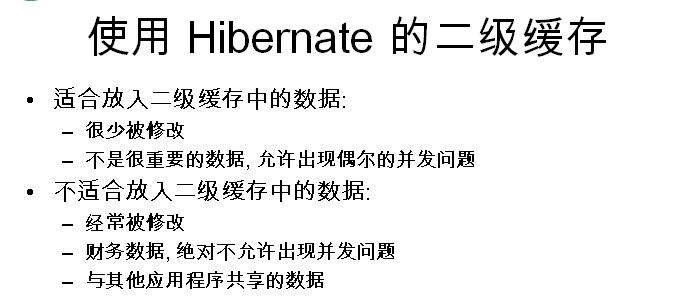 使用 Hibernate 的二级缓存
• 适合放入二级缓存中的数据:
– 很少被修改
– 不是很重要的数据, 允许出现偶尔的并发问题
• 不适合放入二级缓存中的数据:
– 经常被修改
– 财务数据, 绝对不允许出现并发问题
– 与其他应用程序共享的数据